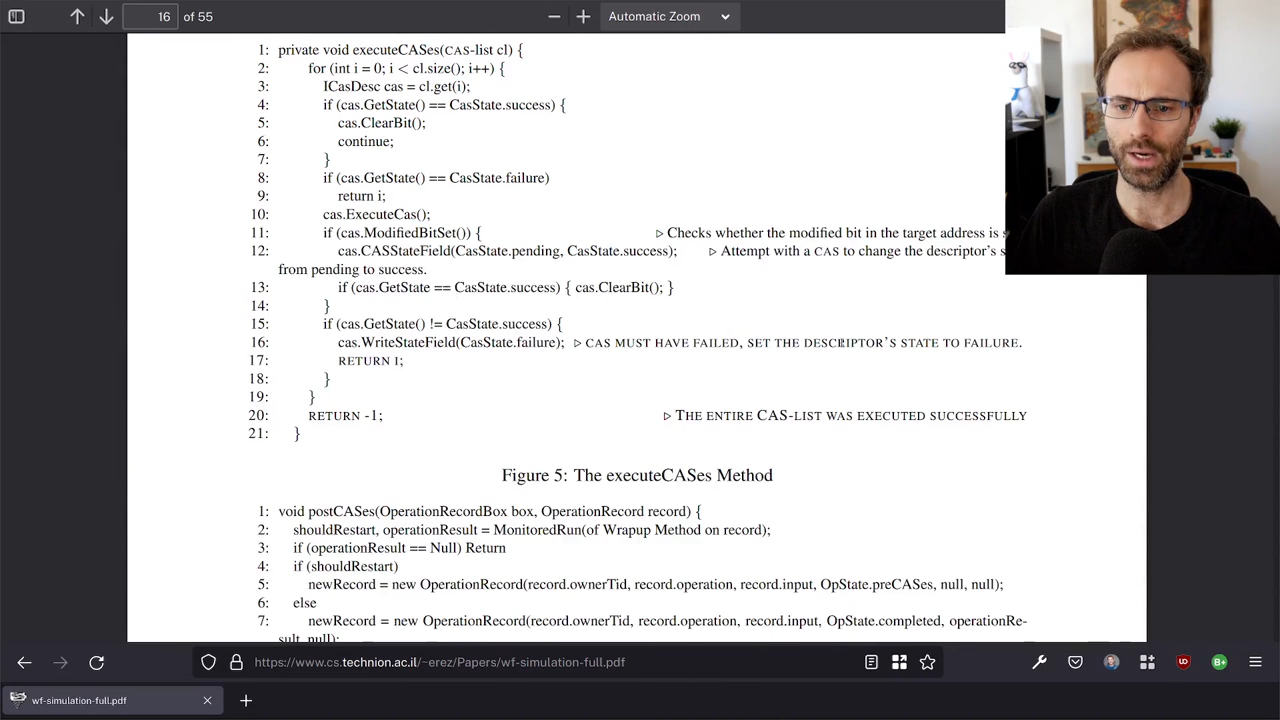 16 of 55
Automatic Zoom
1: private void executeCASes(CAS-list cl) {
2: for (int i = 0; i < cl.size(); i++) {
3: ICasDesc cas = cl.get(i);
4: if (cas.GetState() == CasState.success) {
5: cas.ClearBit();
6: continue;
7: }
8: if (cas.GetState() == CasState.failure)
9: return i;
10: cas.ExecuteCas();
11: if (cas.ModifiedBitSet()) { ▷ Checks whether the modified bit in the target address is
12: cas.CASStateField(CasState.pending, CasState.success); ▷ Attempt with a CAS to change the descriptor's
from pending to success.
13: if (cas.GetState == CasState.success) { cas.ClearBit(); }
14: }
15: if (cas.GetState() != CasState.success) {
16: cas.WriteStateField(CasState.failure); ▷ CAS MUST HAVE FAILED, SET THE DESCRIPTOR'S STATE TO FAILURE.
17: RETURN I;
18: }
19: }
20: RETURN -1; ▷ THE ENTIRE CAS-LIST WAS EXECUTED SUCCESSFULLY
21: }
Figure 5: The executeCASes Method
1: void postCASes(OperationRecordBox box, OperationRecord record) {
2: shouldRestart, operationResult = MonitoredRun(of Wrapup Method on record);
3: if (operationResult == Null) Return
4: if (shouldRestart)
5: newRecord = new OperationRecord(record.ownerTid, record.operation, record.input, OpState.preCASes, null, null);
6: else
7: newRecord = new OperationRecord(record.ownerTid, record.operation, record.input, OpState.completed, operationRe-
sult, null);
https://www.cs.technion.ac.il/~erez/Papers/wf-simulation-full.pdf
wf-simulation-full.pdf